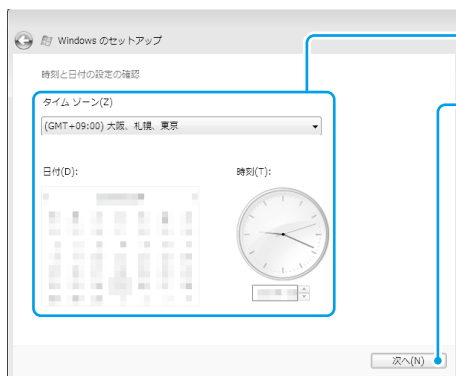 Windows のセットアップ
時刻と日付の設定の確認
タイム ゾーン(Z)
(GMT+09:00) 大阪、札幌、東京
日付(D):
時刻(T):
次へ(N)